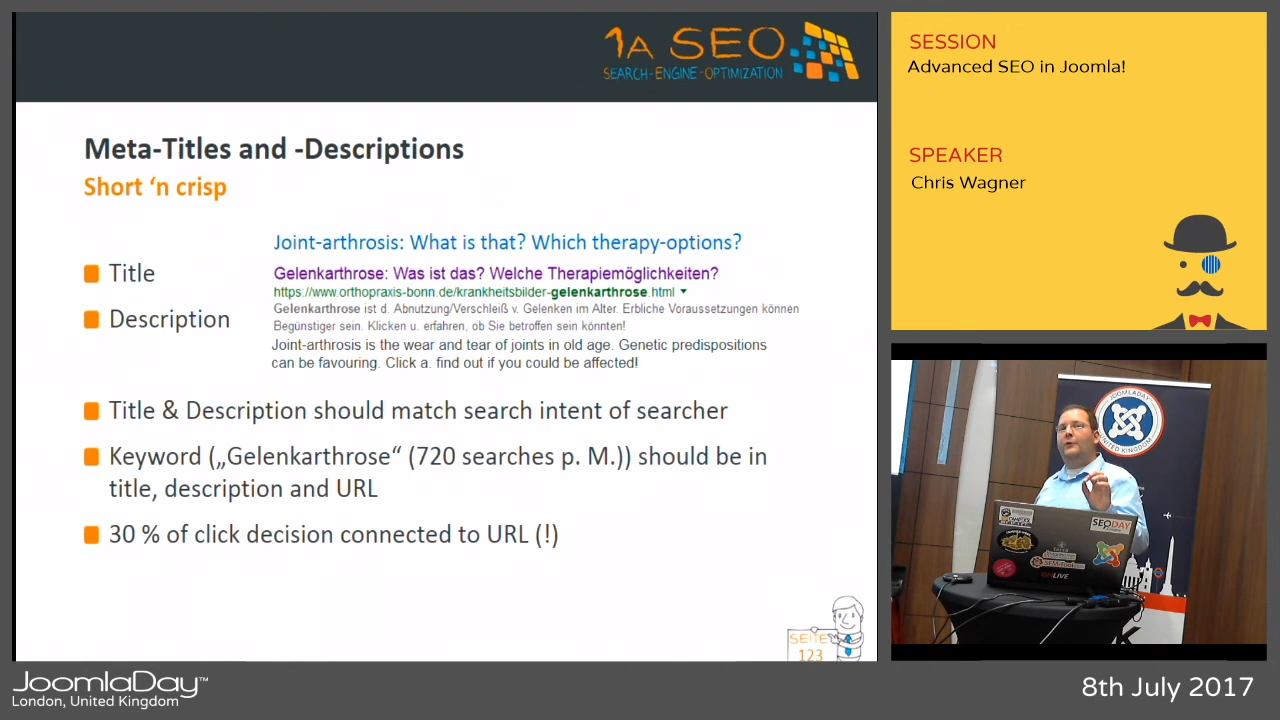 1A SEO
SEARCH-ENGINE-OPTIMIZATION
Meta-Titles and -Descriptions
Short ‘n crisp
Joint-arthrosis: What is that? Which therapy-options?
Title
Gelenkarthrose: Was ist das? Welche Therapiemöglichkeiten?
https://www.orthopraxis-bonn.de/krankheitsbilder-gelenkarthrose.html
Description
Gelenkarthrose ist d. Abnutzung/Verschleiß v. Gelenken im Alter. Erbliche Voraussetzungen können
Begünstiger sein. Klicken u. erfahren, ob Sie betroffen sein könnten!
Joint-arthrosis is the wear and tear of joints in old age. Genetic predispositions
can be favouring. Click a. find out if you could be affected!
Title & Description should match search intent of searcher
Keyword („Gelenkarthrose“ (720 searches p. M.)) should be in
title, description and URL
30 % of click decision connected to URL (!)
SEITE
123
SESSION
Advanced SEO in Joomla!
SPEAKER
Chris Wagner
JOOMLADAY
UNITED KINGDOM
SEODAY
JoomlaDay™
London, United Kingdom
8th July 2017